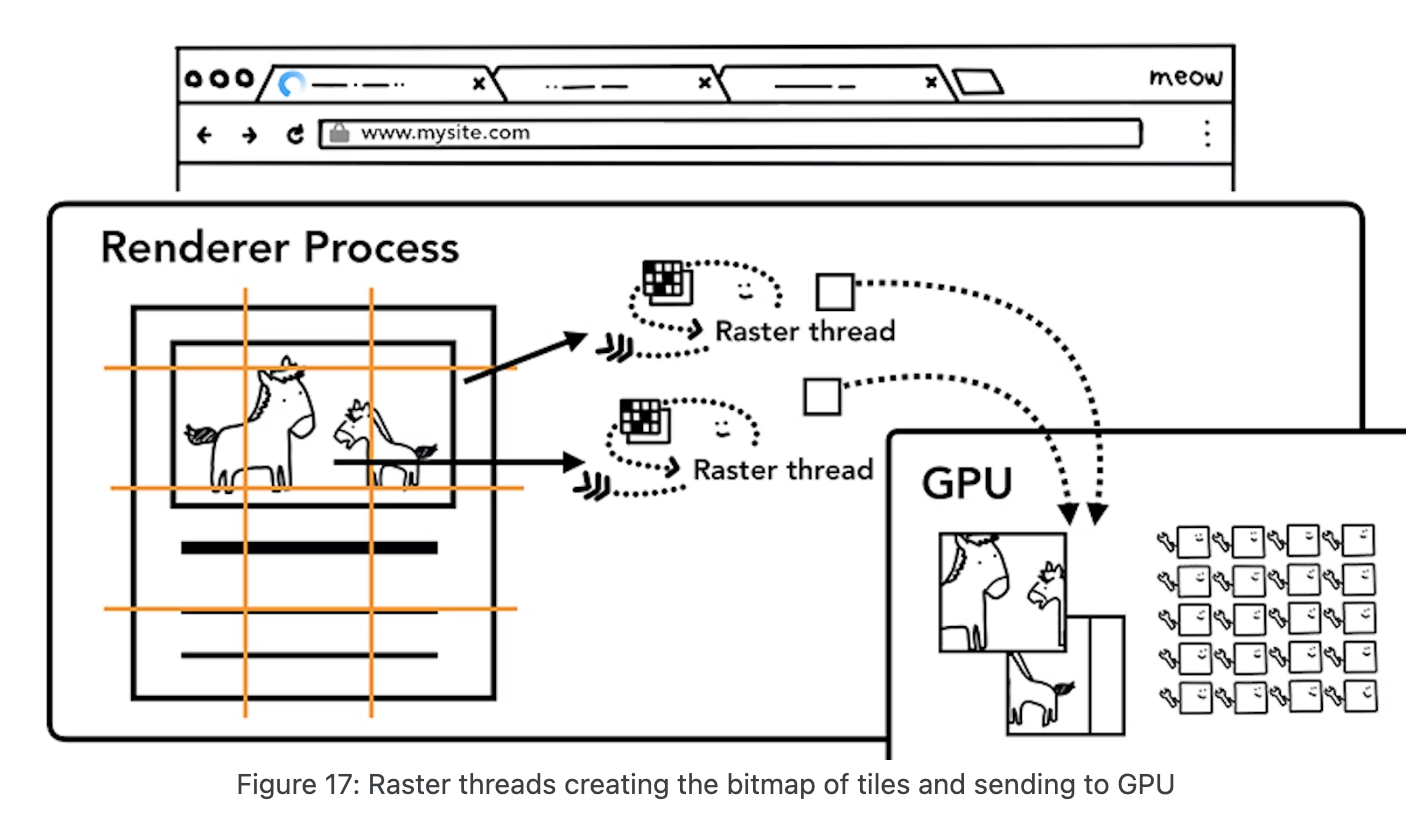 meow
www.mysite.com
Renderer Process
Raster thread
Raster thread
GPU
Figure 17: Raster threads creating the bitmap of tiles and sending to GPU